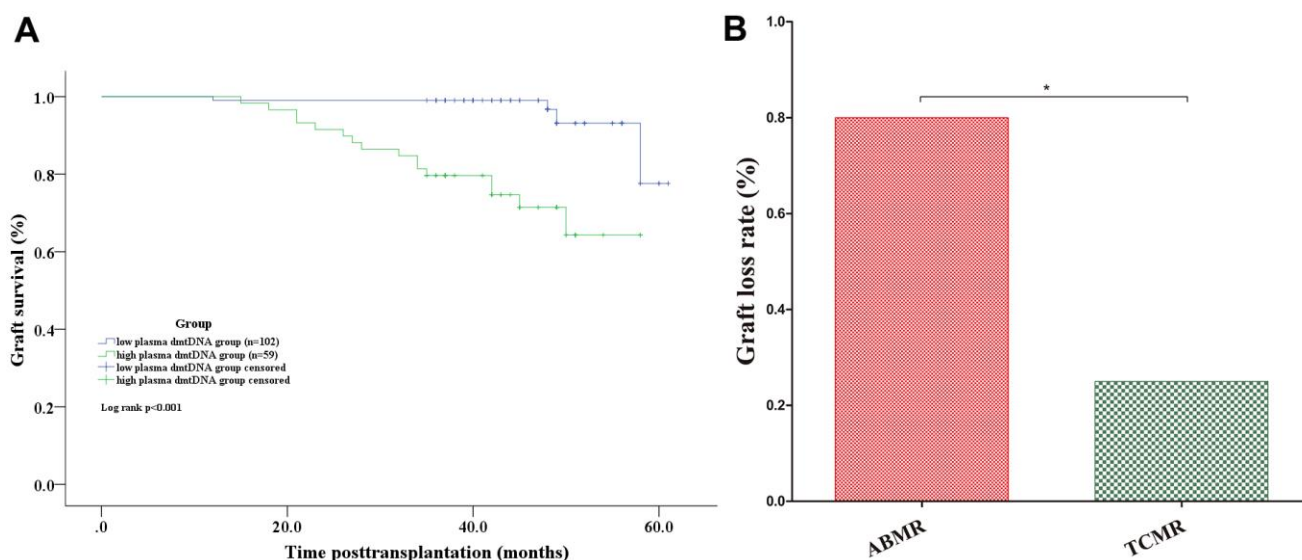 A
Graft survival (%)
1.0
0.8
0.6
0.4
0.2
0.0
Group
low plasma dmtDNA group (n=102)
high plasma dmtDNA group (n=59)
low plasma dmtDNA group censored
high plasma dmtDNA group censored
Log rank p<0.001
.0 20.0 40.0 60.0
Time posttransplantation (months)
B
Graft loss rate (%)
1.0
0.8
0.6
0.4
0.2
0.0
*
ABMR TCMR